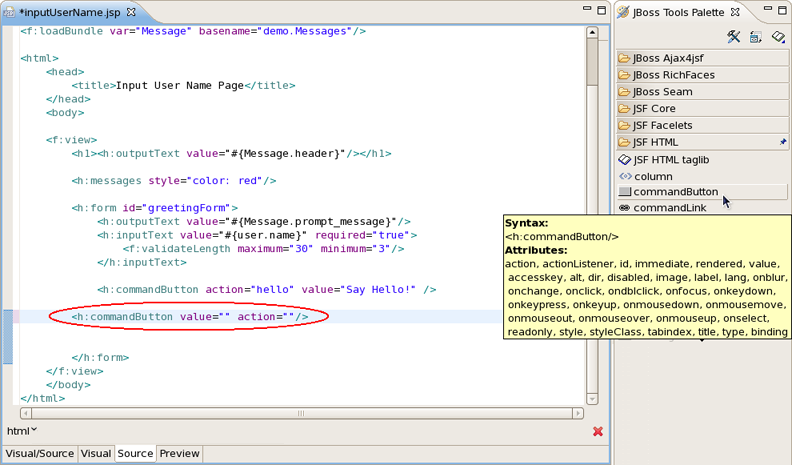 *inputUserName.jsp
<f:loadBundle var="Message" basename="demo.Messages"/>
<html>
<head>
<title>Input User Name Page</title>
</head>
<body>
<f:view>
<h1><h:outputText value="#{Message.header}"/></h1>
<h:messages style="color: red"/>
<h:form id="greetingForm">
<h:outputText value="#{Message.prompt_message}"/>
<h:inputText value="#{user.name}" required="true">
<f:validateLength maximum="30" minimum="3"/>
</h:inputText>
<h:commandButton action="hello" value="Say Hello!" />
<h:commandButton value="" action=""/>
</h:form>
</f:view>
</body>
</html>
html
Visual/Source Visual Source Preview
JBoss Tools Palette
JBoss Ajax4jsf
JBoss RichFaces
JBoss Seam
JSF Core
JSF Facelets
JSF HTML
JSF HTML taglib
column
commandButton
commandLink
Syntax:
<h:commandButton/>
Attributes:
action, actionListener, id, immediate, rendered, value,
accesskey, alt, dir, disabled, image, label, lang, onblur,
onchange, onclick, ondblclick, onfocus, onkeydown,
onkeypress, onkeyup, onmousedown, onmousemove,
onmouseout, onmouseover, onmouseup, onselect,
readonly, style, styleClass, tabindex, title, type, binding